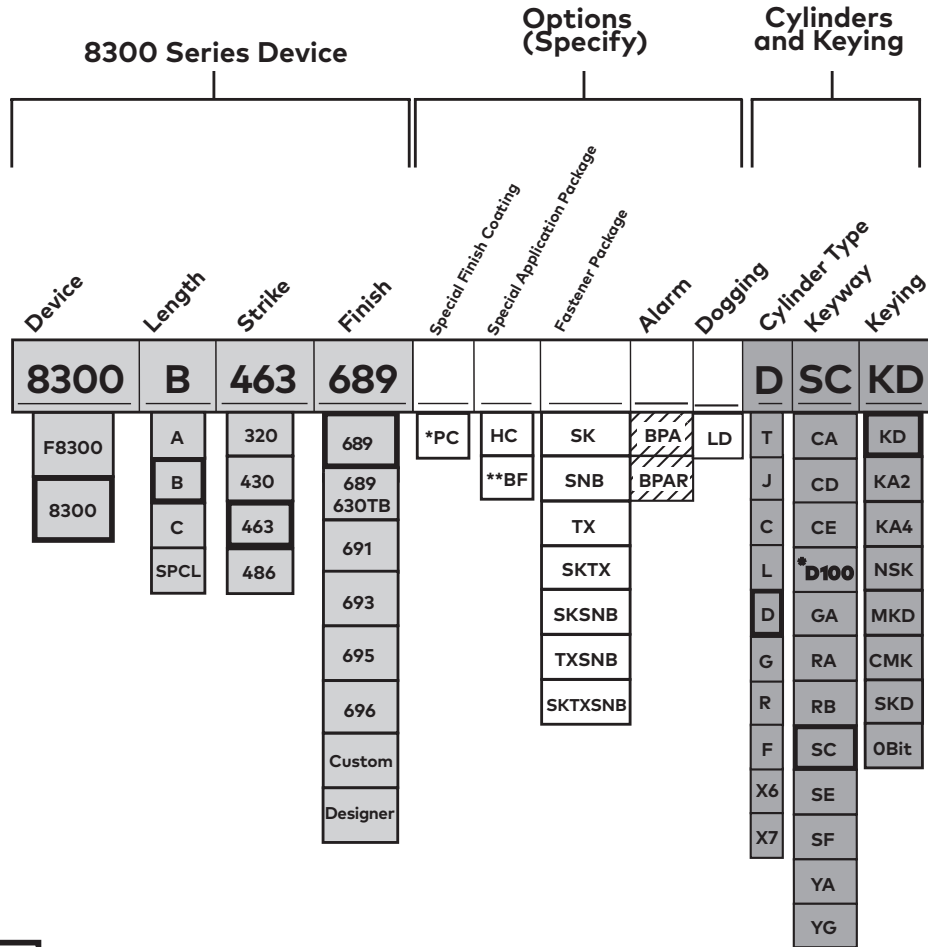 Options
(Specify)
Cylinders
and Keying
8300 Series Device
Device
Length
Strike
Finish
Special Finish Coating
Special Application Package
Fastener Package
Alarm
Dogging
Cylinder Type
Keyway
Keying
8300 B 463 689 D SC KD
F8300
8300
A
B
C
SPCL
320
430
463
486
689
689
630TB
691
693
695
696
Custom
Designer
*PC
HC
**BF
SK
SNB
TX
SKTX
SKSNB
TXSNB
SKTXSNB
BPA
BPAR
LD
T
J
C
L
D
G
R
F
X6
X7
CA
CD
CE
*D100
GA
RA
RB
SC
SE
SF
YA
YG
KD
KA2
KA4
NSK
MKD
CMK
SKD
0Bit